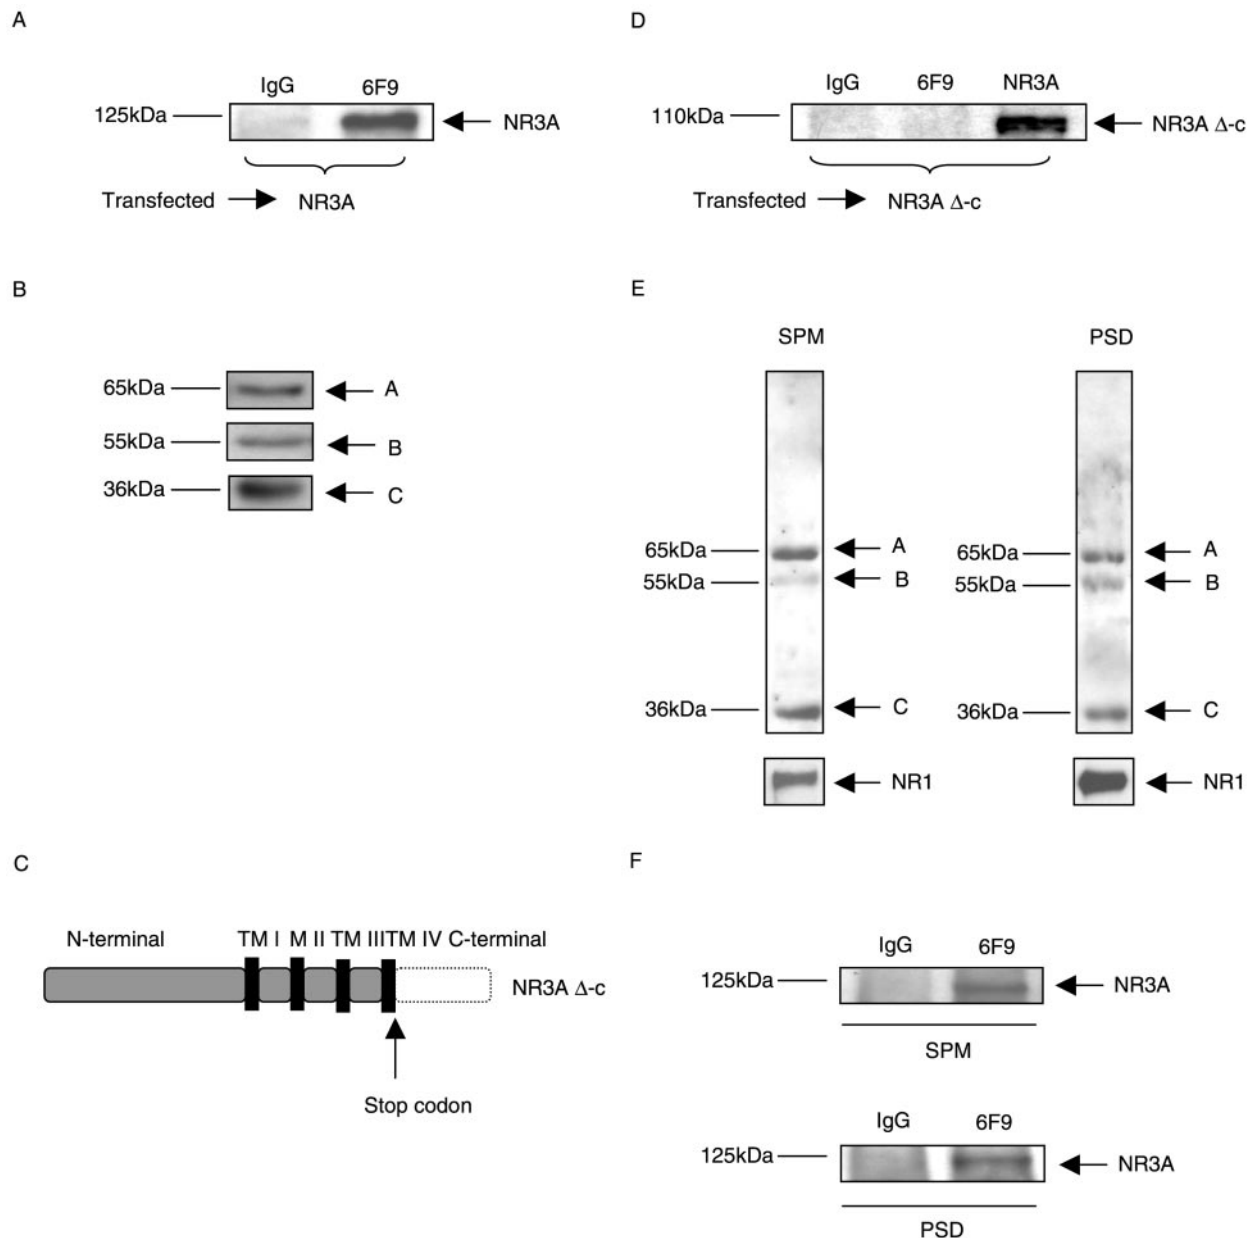 A
IgG 6F9
125kDa
NR3A
Transfected NR3A
B
65kDa A
55kDa B
36kDa C
C
N-terminal TM I M II TM III TM IV C-terminal
NR3A Δ-c
Stop codon
D
IgG 6F9 NR3A
110kDa
NR3A Δ-c
Transfected NR3A Δ-c
E
SPM PSD
65kDa A 65kDa A
55kDa B 55kDa B
36kDa C 36kDa C
NR1 NR1
F
IgG 6F9
125kDa NR3A
SPM
IgG 6F9
125kDa NR3A
PSD